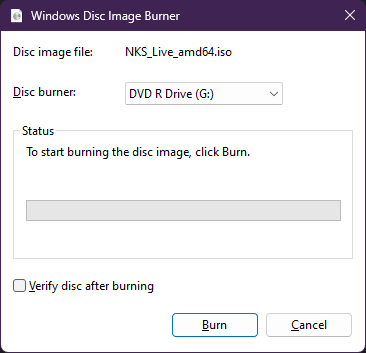 Windows Disc Image Burner
Disc image file: NKS_Live_amd64.iso
Disc burner: DVD R Drive (G:)
Status
To start burning the disc image, click Burn.
Verify disc after burning
Burn Cancel